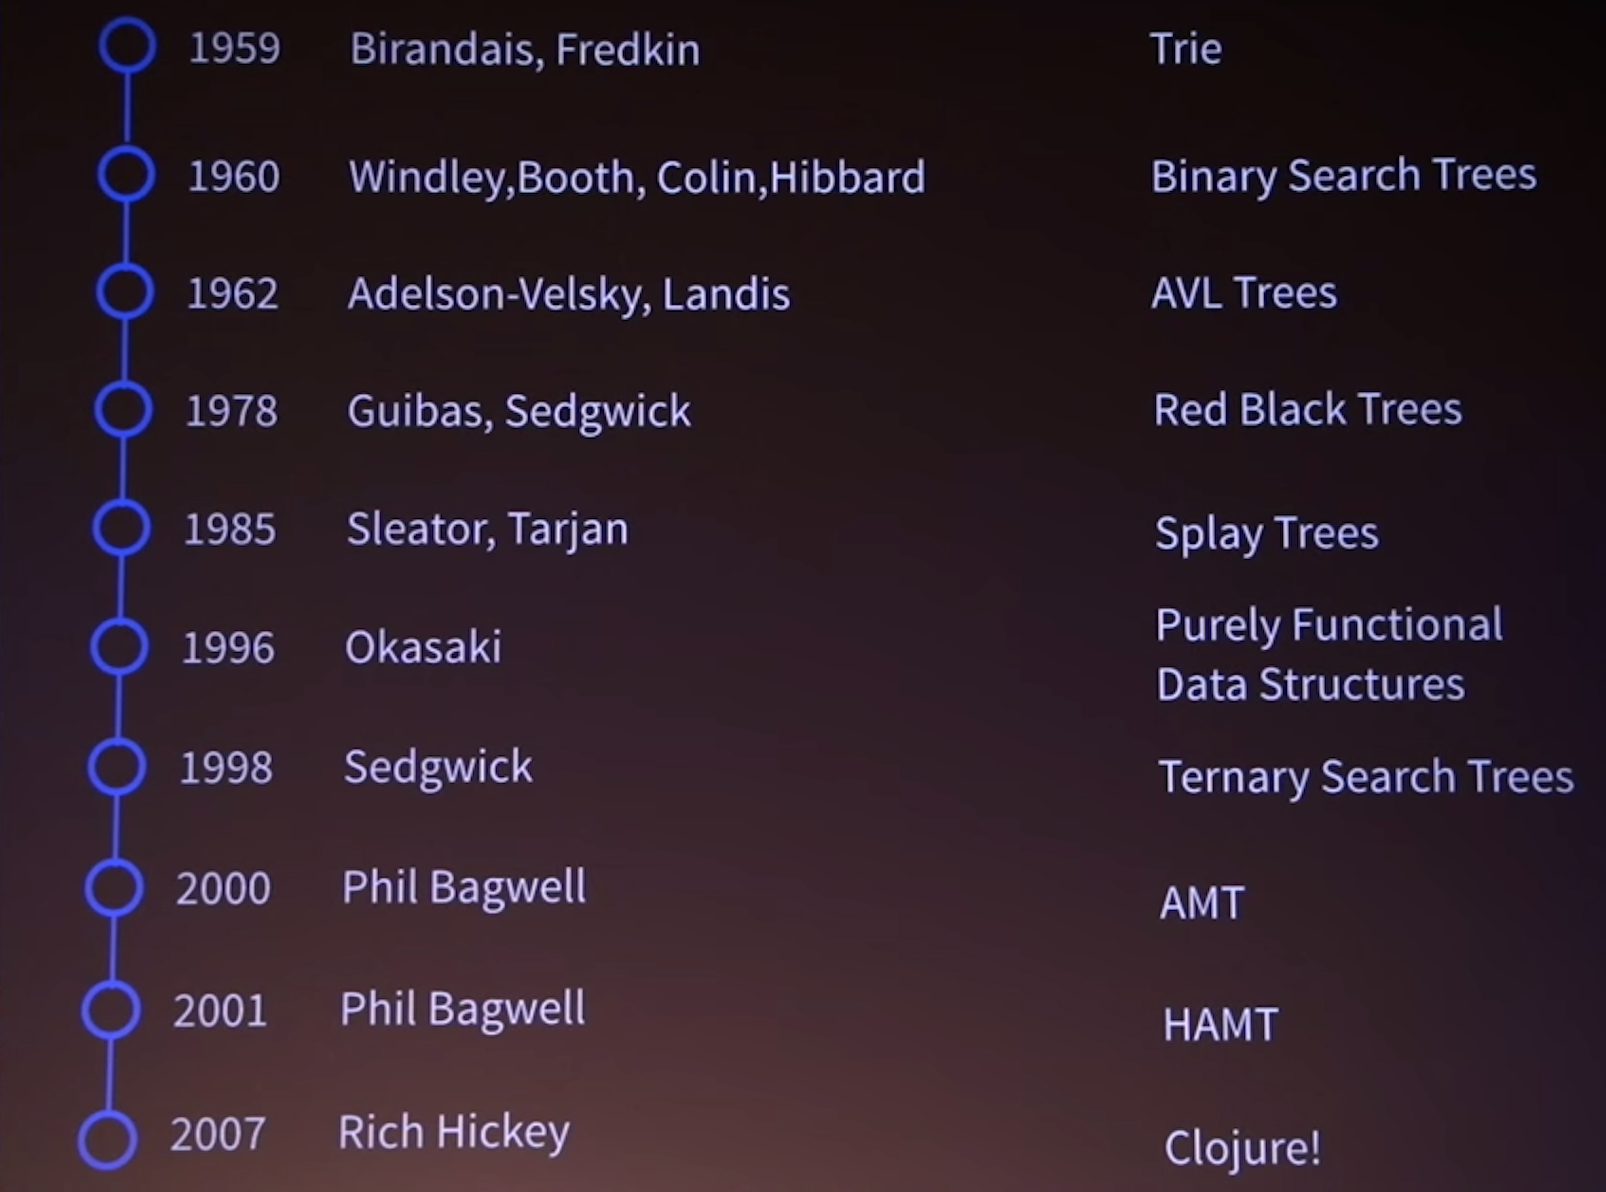 1959 Birandais, Fredkin Trie
1960 Windley,Booth, Colin,Hibbard Binary Search Trees
1962 Adelson-Velsky, Landis AVL Trees
1978 Guibas, Sedgwick Red Black Trees
1985 Sleator, Tarjan Splay Trees
1996 Okasaki Purely Functional
Data Structures
1998 Sedgwick Ternary Search Trees
2000 Phil Bagwell AMT
2001 Phil Bagwell HAMT
2007 Rich Hickey Clojure!